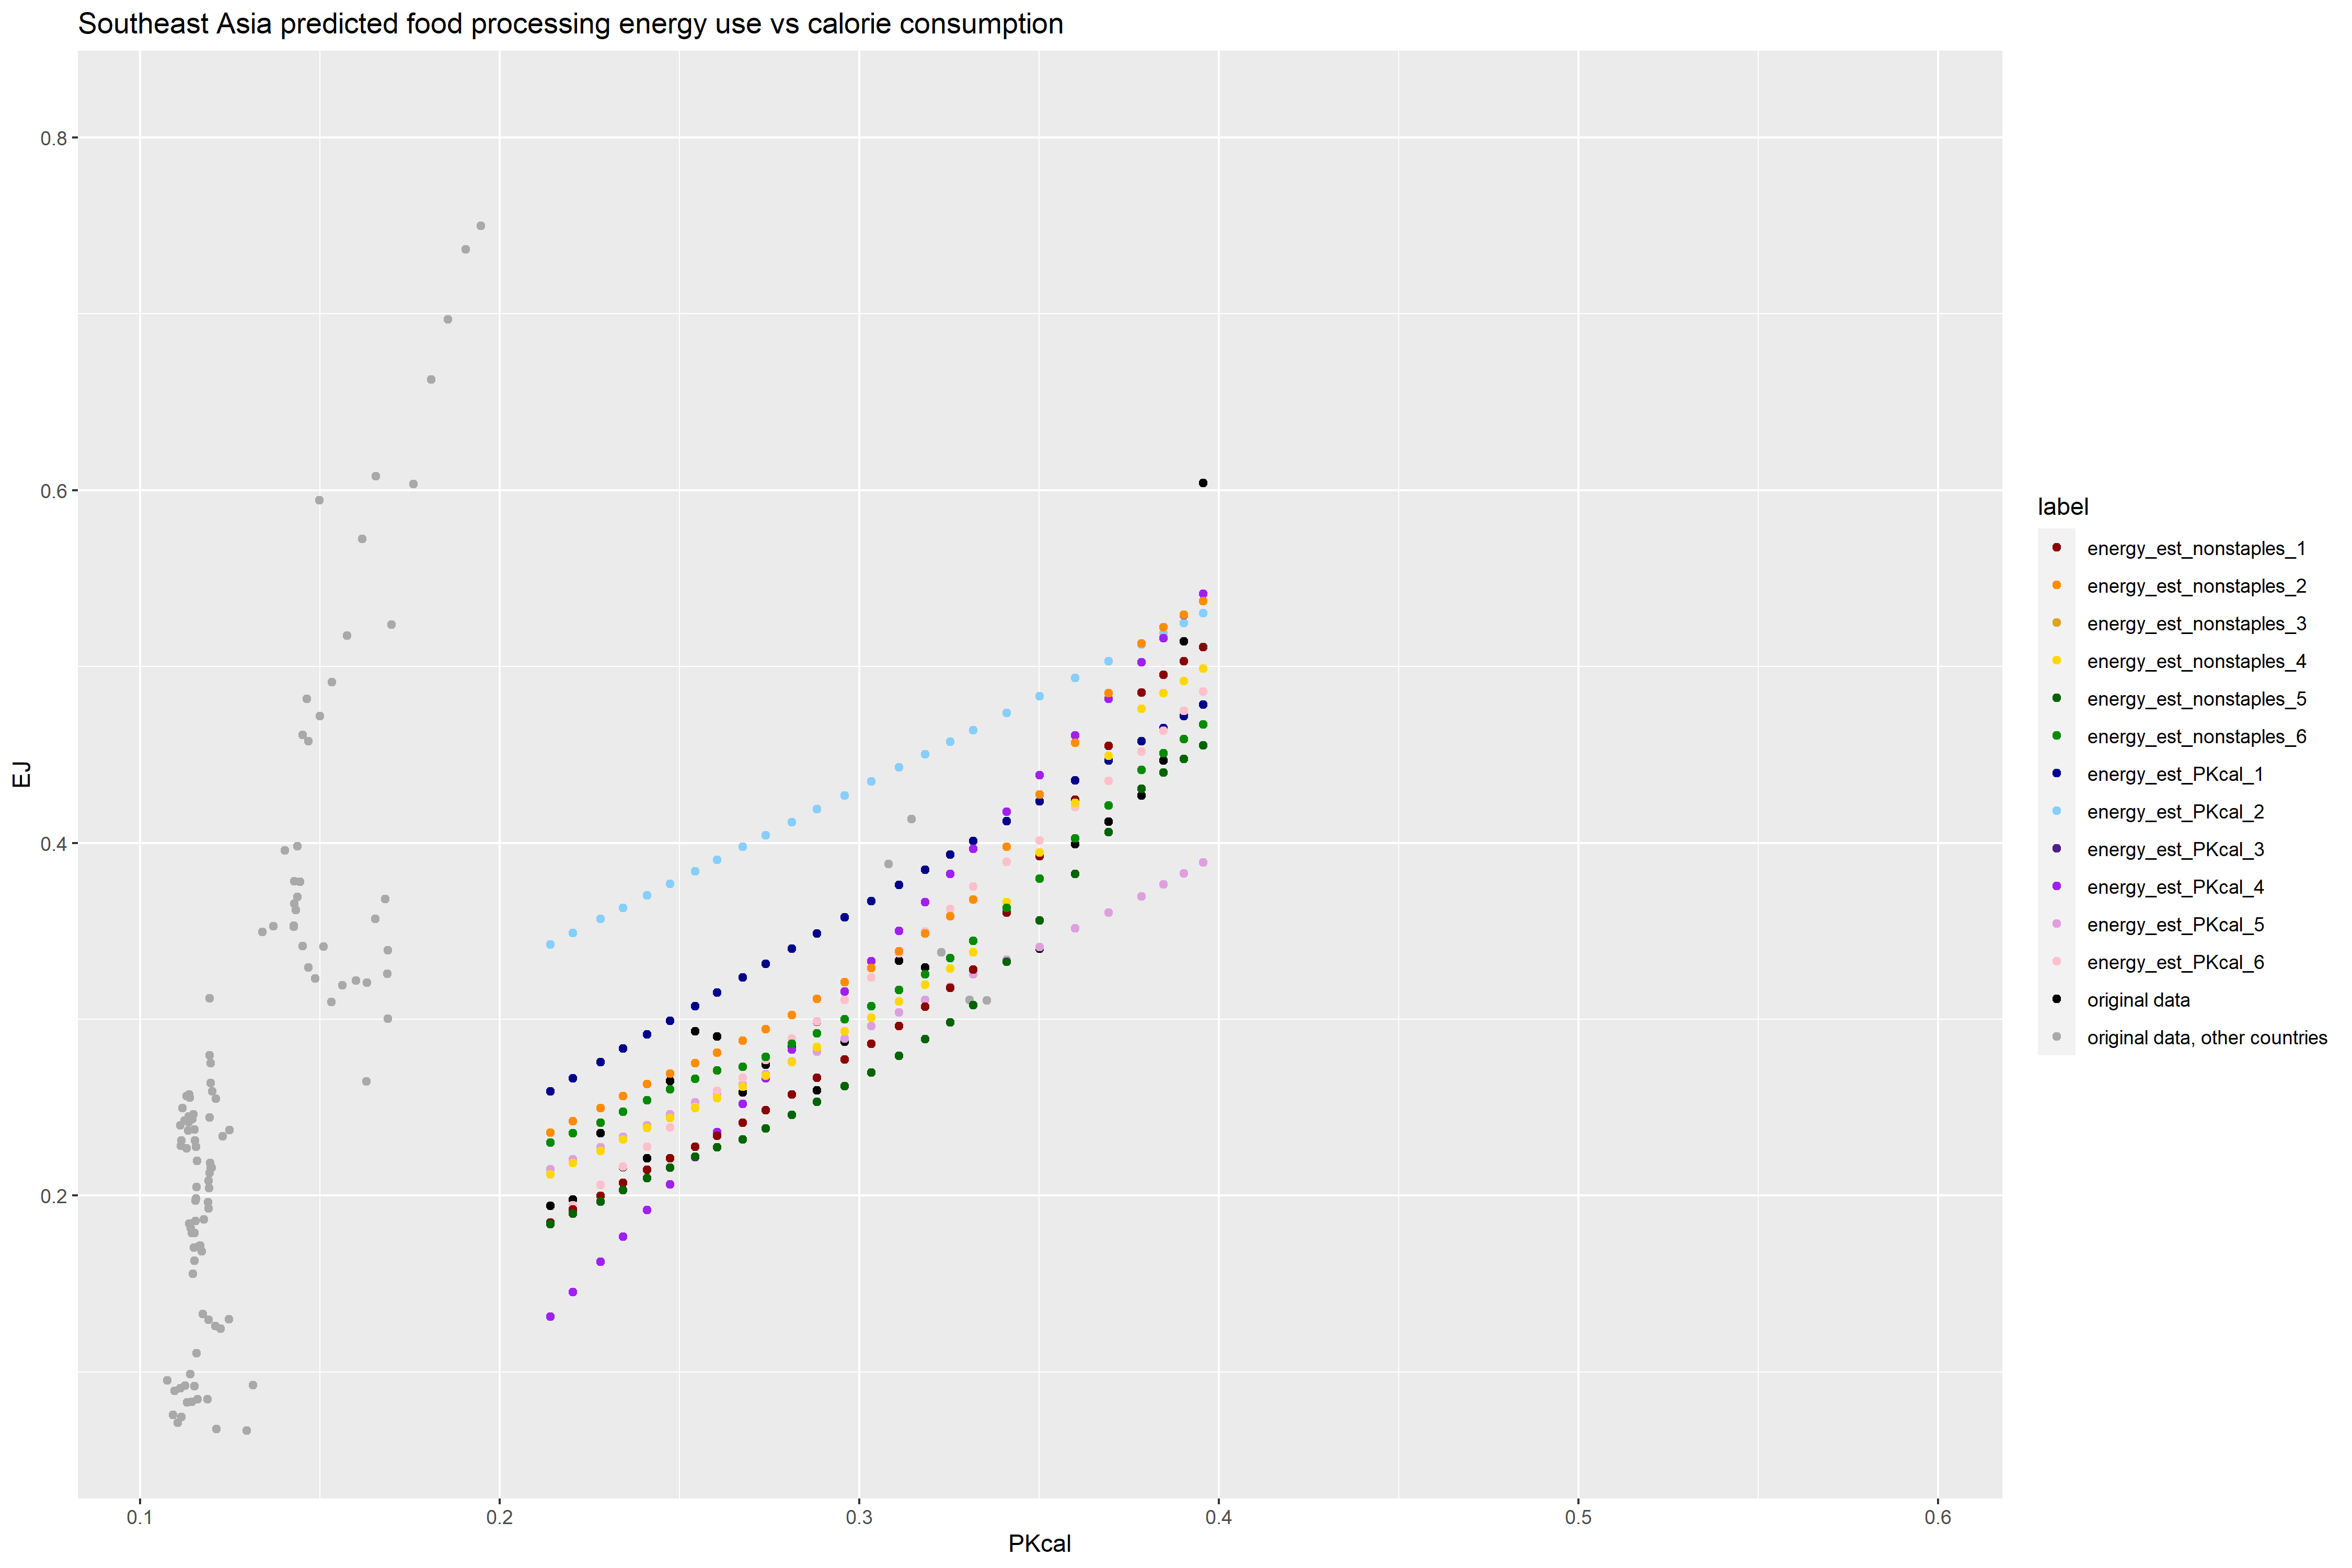 Southeast Asia predicted food processing energy use vs calorie consumption
0.8
0.6
0.4
0.2
EJ
0.1
0.2
0.3
0.4
0.5
0.6
PKcal
label
energy_est_nonstaples_1
energy_est_nonstaples_2
energy_est_nonstaples_3
energy_est_nonstaples_4
energy_est_nonstaples_5
energy_est_nonstaples_6
energy_est_PKcal_1
energy_est_PKcal_2
energy_est_PKcal_3
energy_est_PKcal_4
energy_est_PKcal_5
energy_est_PKcal_6
original data
original data, other countries